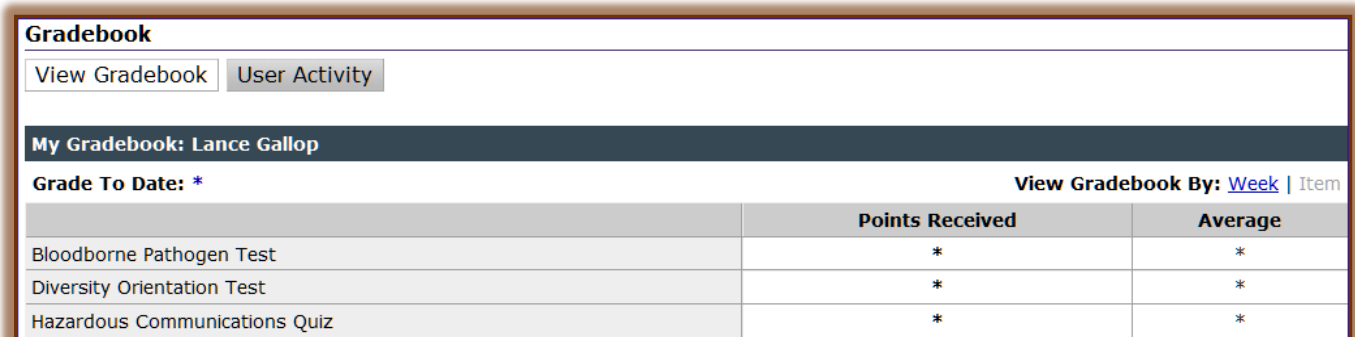 Gradebook
View Gradebook User Activity
My Gradebook: Lance Gallop
Grade To Date: * View Gradebook By: Week | Item
Points Received Average
Bloodborne Pathogen Test * *
Diversity Orientation Test * *
Hazardous Communications Quiz * *